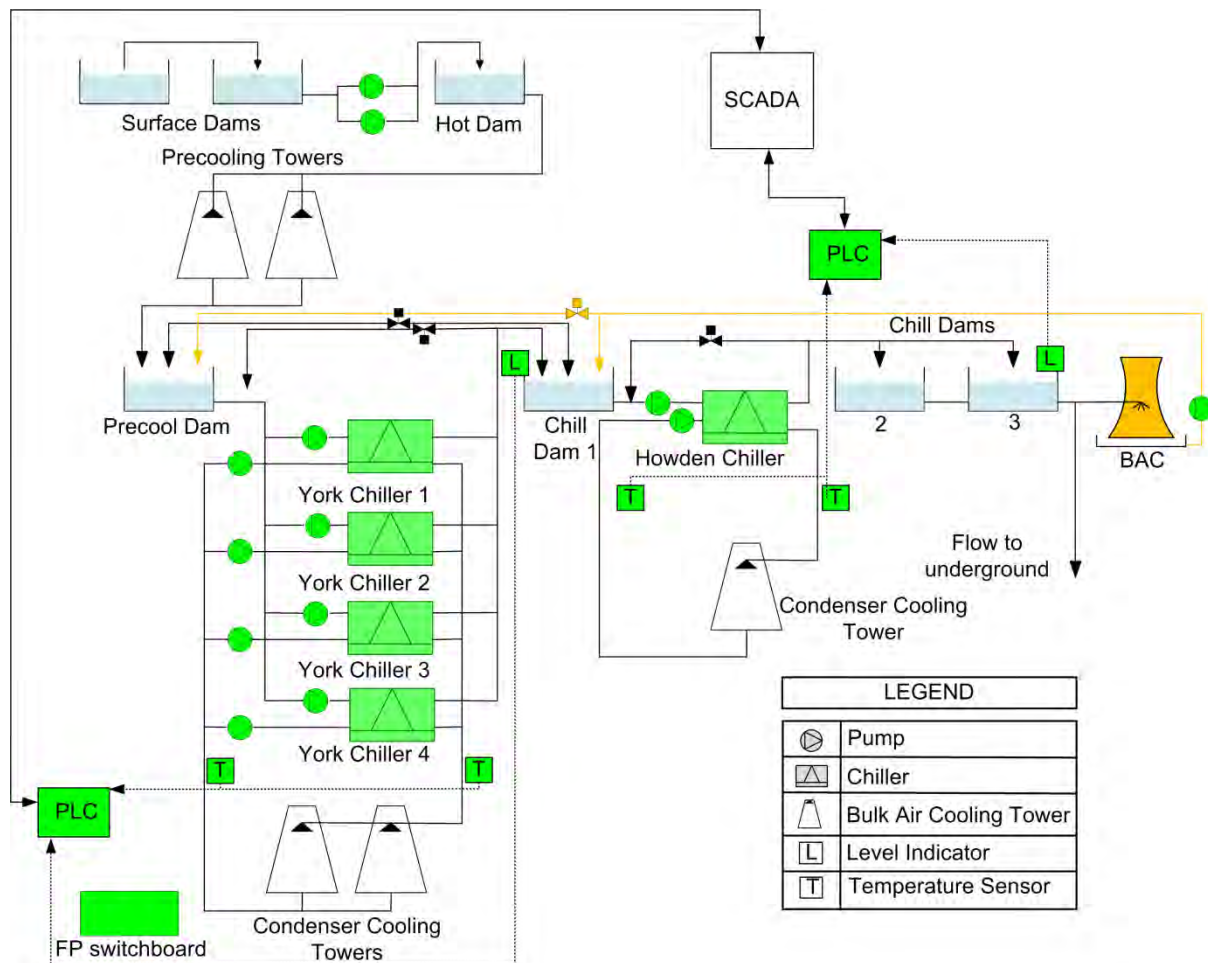 SCADA
Surface Dams
Hot Dam
Precooling Towers
PLC
Chill Dams
L
L
Precool Dam
Chill
Dam 1
Howden Chiller
2
3
BAC
York Chiller 1
T
T
York Chiller 2
Flow to
underground
Condenser Cooling
Tower
York Chiller 3
York Chiller 4
T
T
PLC
Condenser Cooling
Towers
FP switchboard
LEGEND
Pump
Chiller
Bulk Air Cooling Tower
L
Level Indicator
T
Temperature Sensor